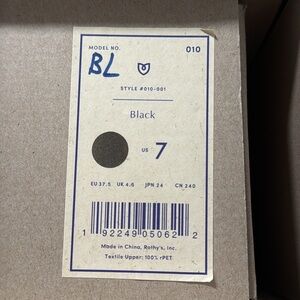 MODEL NO. 010
BL
STYLE #010-001
Black
US 7
EU 37.5 UK 4.6 JPN 24 CN 240
1 92249 05062 2
Made in China, Rothy's, Inc.
Textile Upper: 100% rPET